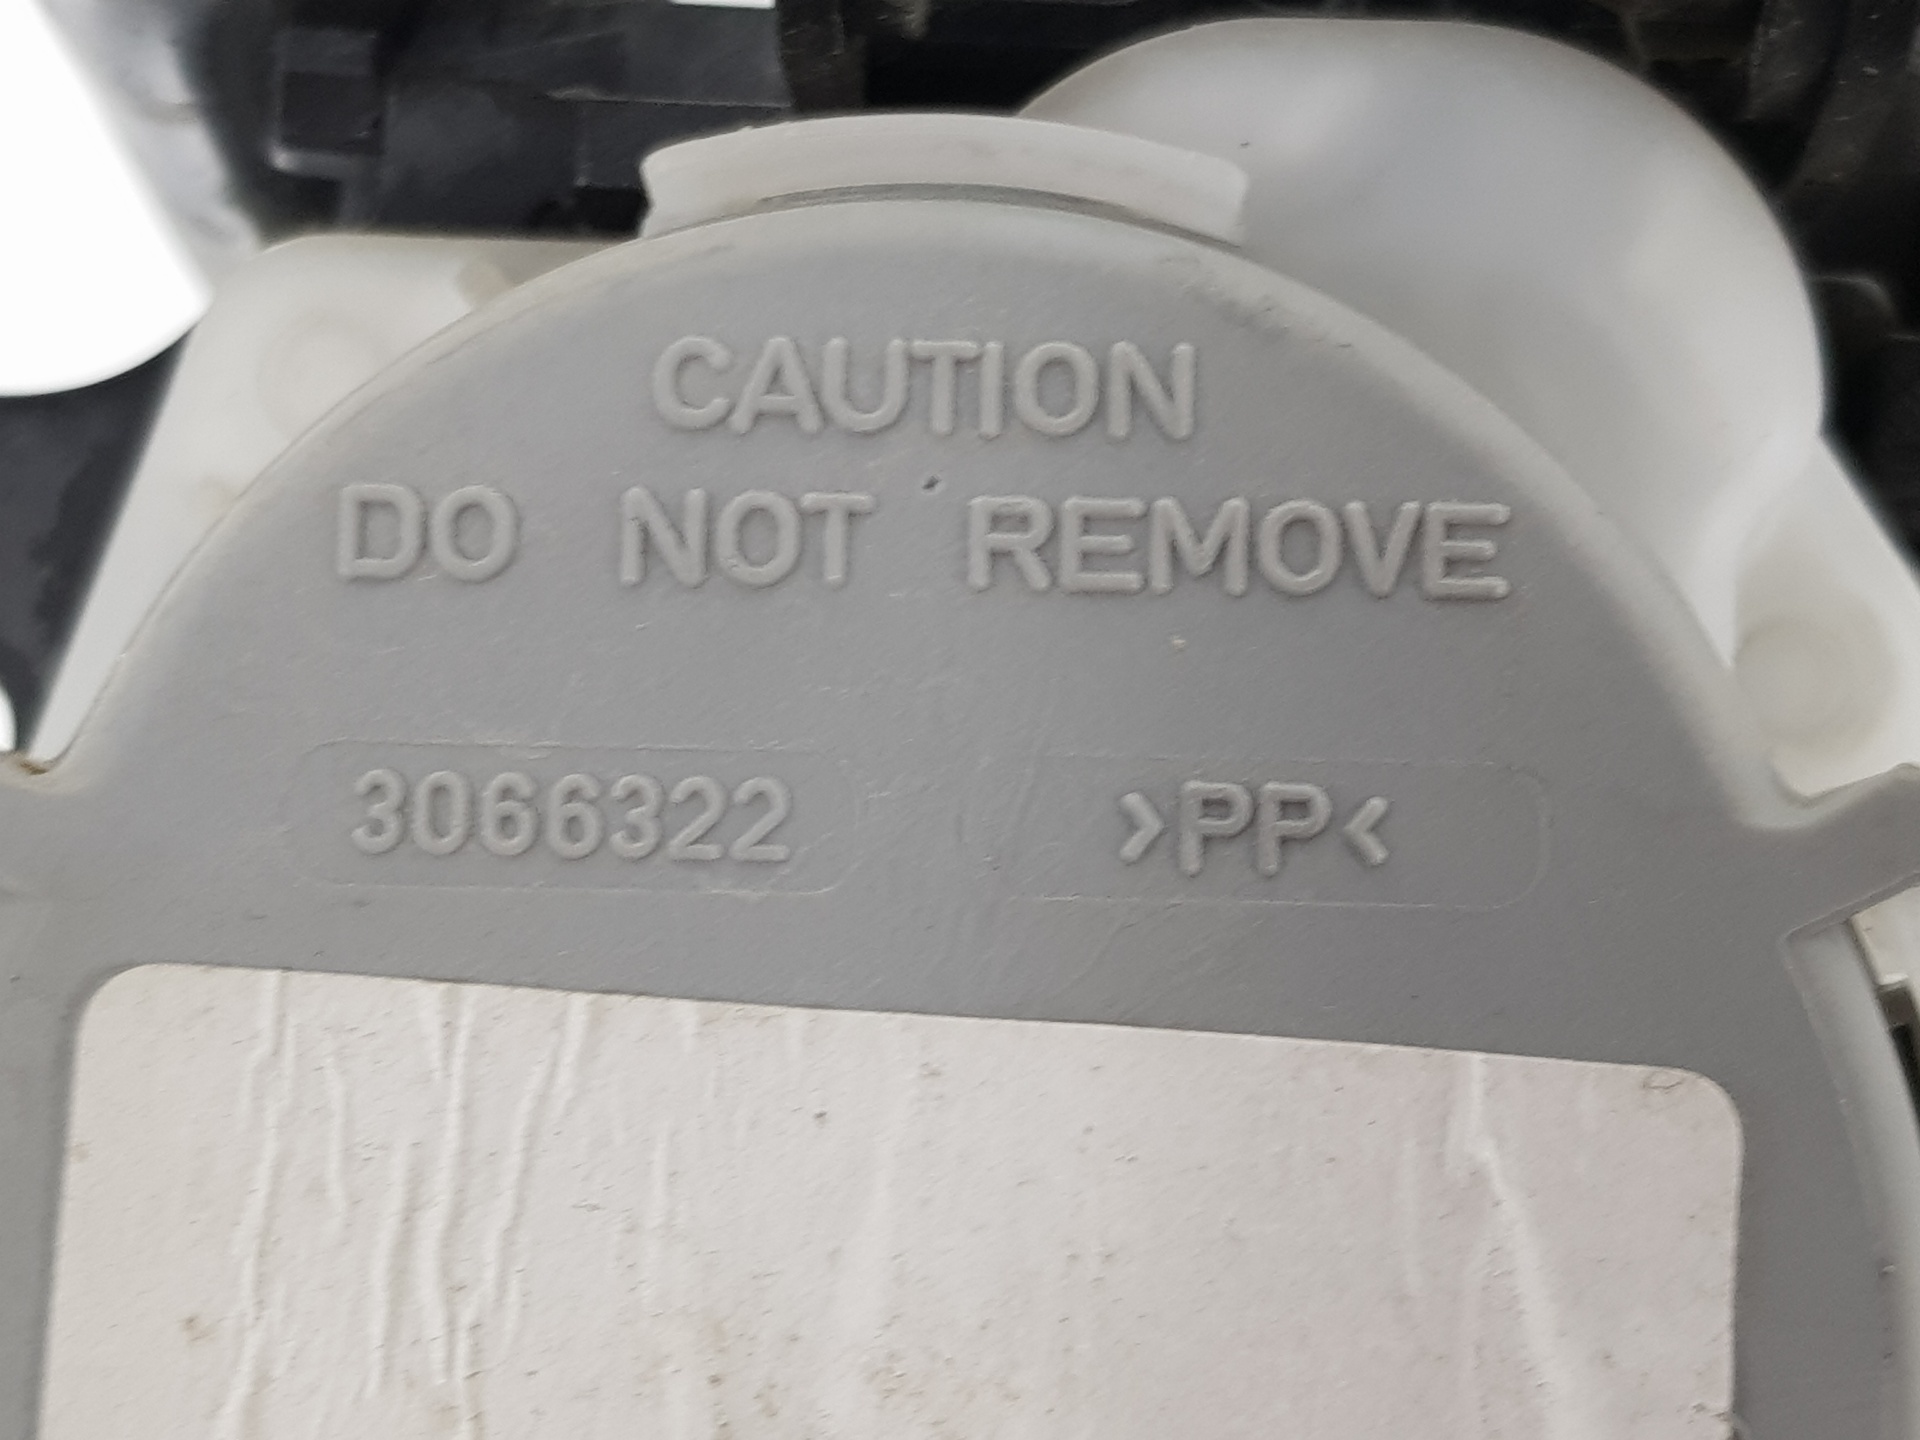 CAUTION
DO NOT REMOVE
3066322 >PP<